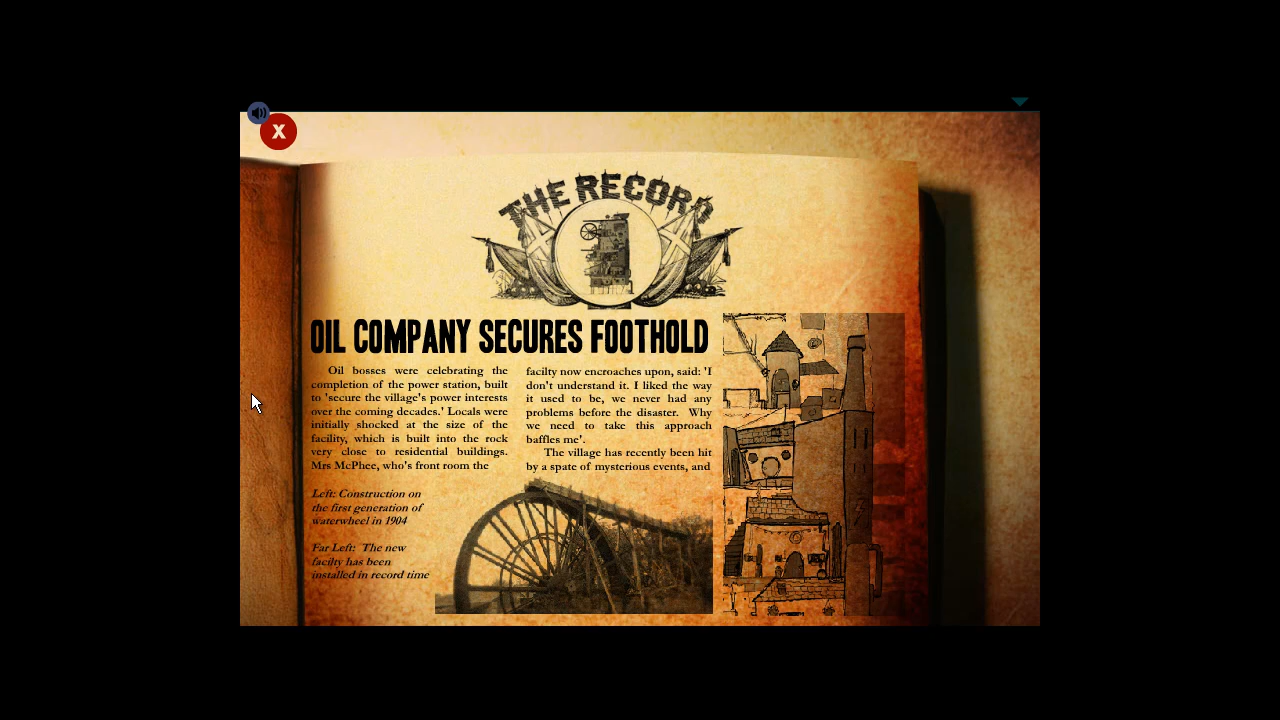 X
THE RECORD
OIL COMPANY SECURES FOOTHOLD
Oil bosses were celebrating the
completion of the power station, built
to 'secure the village's power interests
over the coming decades.' Locals were
initially shocked at the size of the
facility, which is built into the rock
very close to residential buildings.
Mrs McPhee, who's front room the
facilty now encroaches upon, said: 'I
don't understand it. I liked the way
it used to be, we never had any
problems before the disaster. Why
we need to take this approach
baffles me'.
The village has recently been hit
by a spate of mysterious events, and
Left: Construction on
the first generation of
waterwheel in 1904
Far Left: The new
facilty has been
installed in record time